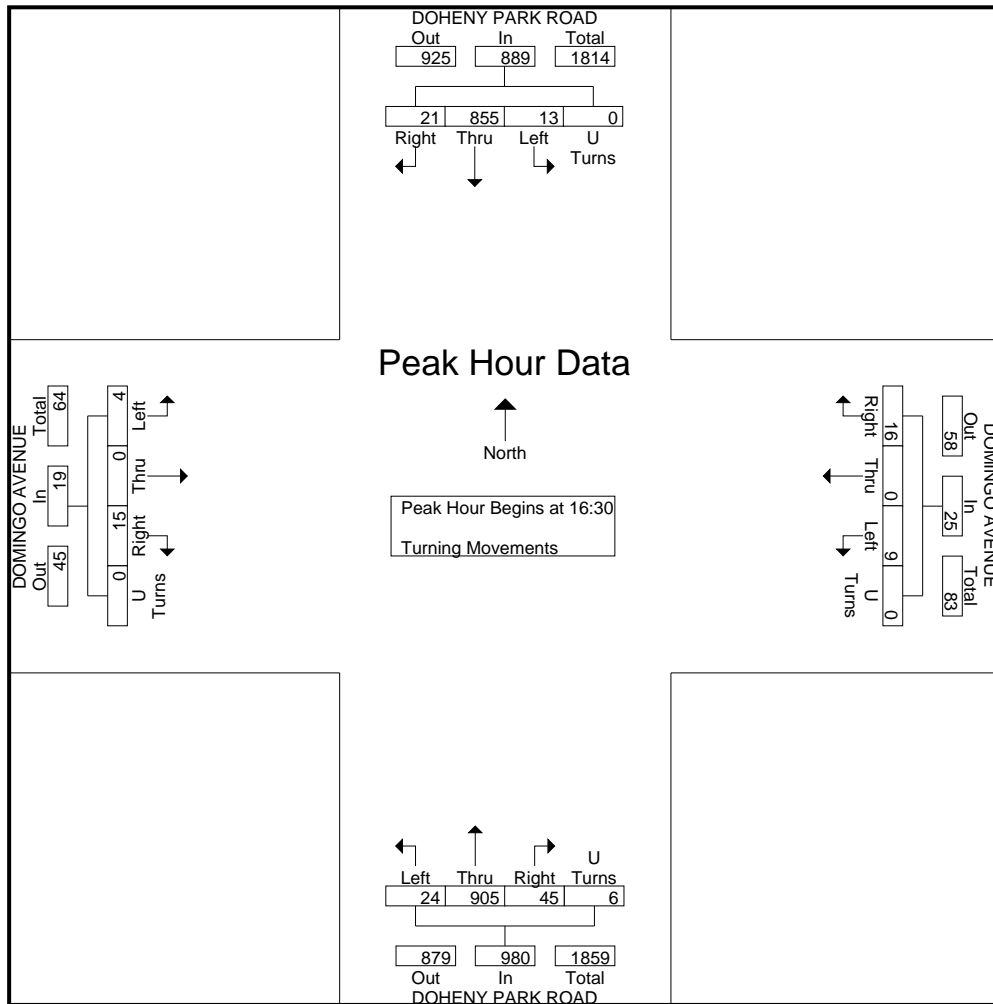 DOHENY PARK ROAD
Out In Total
925 889 1814
21 855 13 0
Right Thru Left U
Turns
Peak Hour Data
North
Peak Hour Begins at 16:30
Turning Movements
DOMINGO AVENUE
Out In Total
45 19 64
0 15 0 4
U Right Thru Left
Turns
DOMINGO AVENUE
Out In Total
58 25 83
16 0 9 0
Right Thru Left U
Turns
U
Left Thru Right Turns
24 905 45 6
879 980 1859
Out In Total
DOHENY PARK ROAD